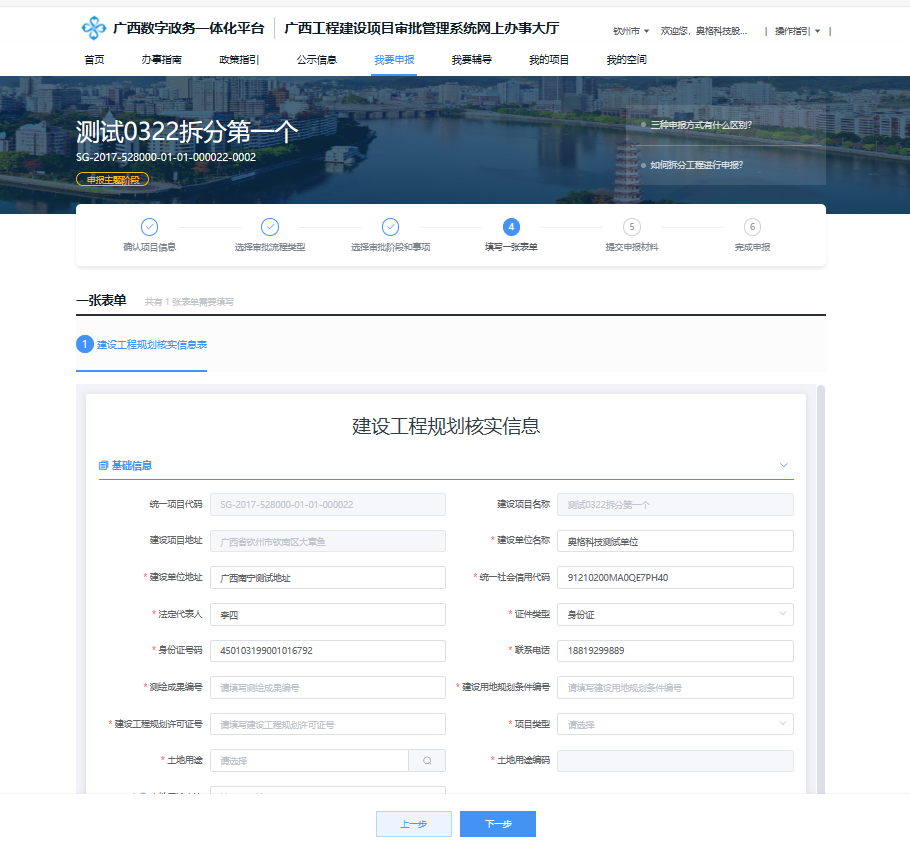 广西数字政务一体化平台 广西工程建设项目审批管理系统网上办事大厅 钦州市 欢迎您，奥格科技股... 操作指引
首页 办事指南 政策指引 公示信息 我要申报 我要辅导 我的项目 我的空间
测试0322拆分第一个
SG-2017-528000-01-01-000022-0002
申报主题阶段
三种申报方式有什么区别?
如何拆分工程进行申报?
4 5 6
确认项目信息 选择审批流程类型 选择审批阶段和事项 填写一张表单 提交申报材料 完成申报
一张表单 共有 1 张表单需要填写
1 建设工程规划核实信息表
建设工程规划核实信息
基础信息
统一项目代码 SG-2017-528000-01-01-000022 建设项目名称 测试0322拆分第一个
建设项目地址 广西省钦州市钦南区大章鱼 * 建设单位名称 奥格科技测试单位
* 建设单位地址 广西南宁测试地址 * 统一社会信用代码 91210200MA0QE7PH40
* 法定代表人 李四 * 证件类型 身份证
* 身份证号码 450103199001016792 * 联系电话 18819299889
* 测绘成果编号 请填写测绘成果编号 * 建设用地规划条件编号 请填写建设用地规划条件编号
* 建设工程规划许可证号 请填写建设工程规划许可证号 * 项目类型 请选择
* 土地用途 请选择 * 土地用途编码
上一步 下一步